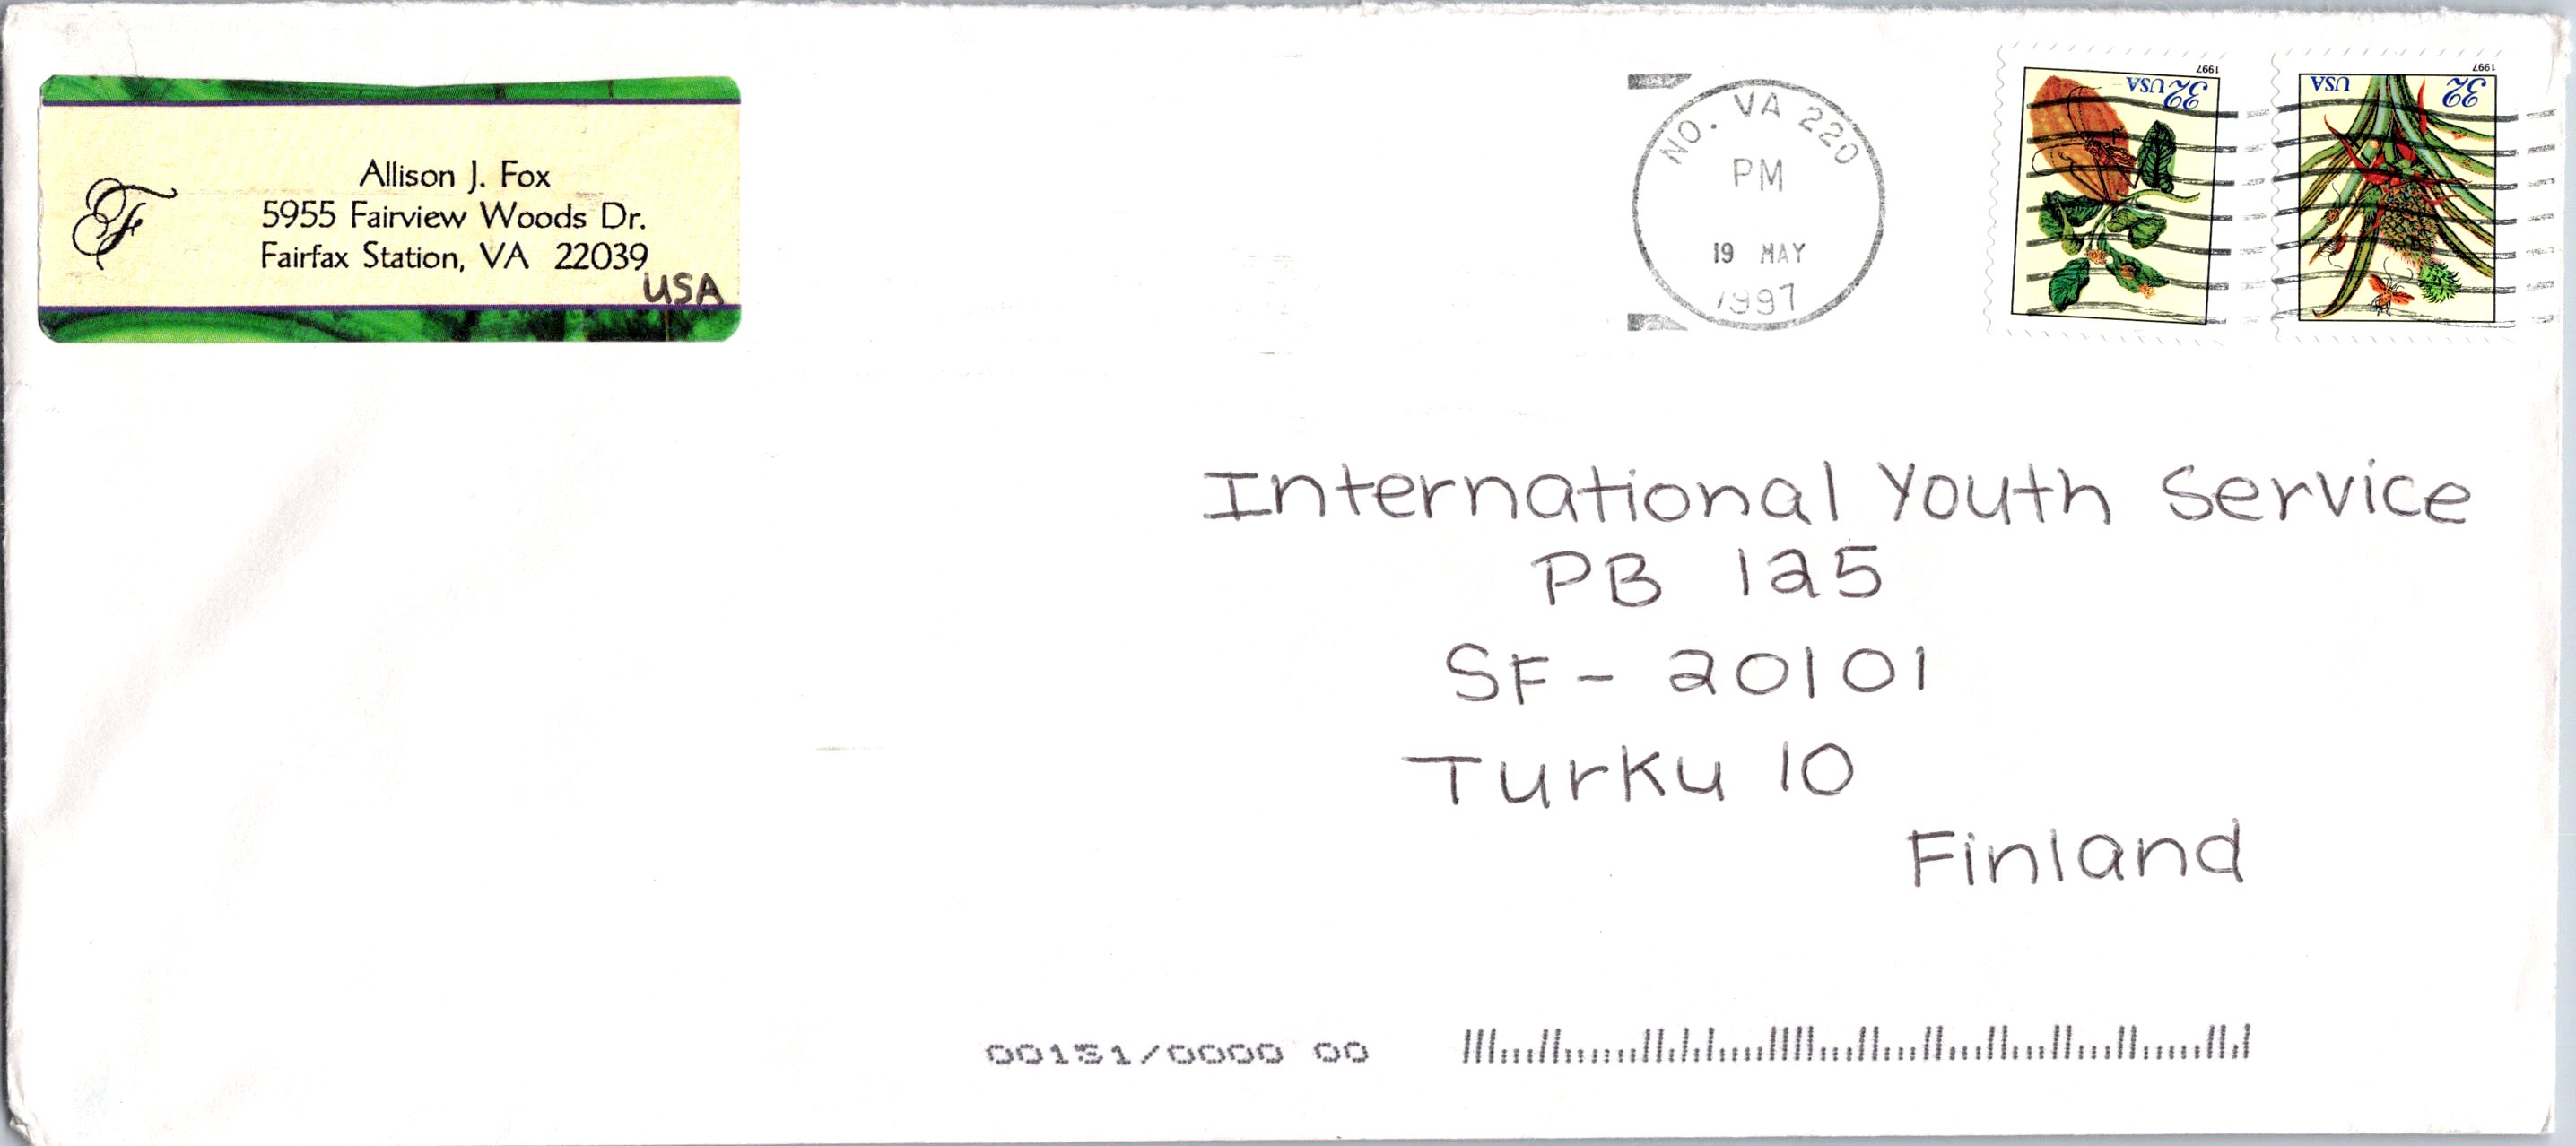 F
Allison J. Fox
5955 Fairview Woods Dr.
Fairfax Station, VA 22039
USA
NO. VA 220
PM
19 MAY
1997
1997
32 USA
1997
32
USA
International Youth Service
PB 125
SF - 20101
Turku 10
Finland
00151/0000 00